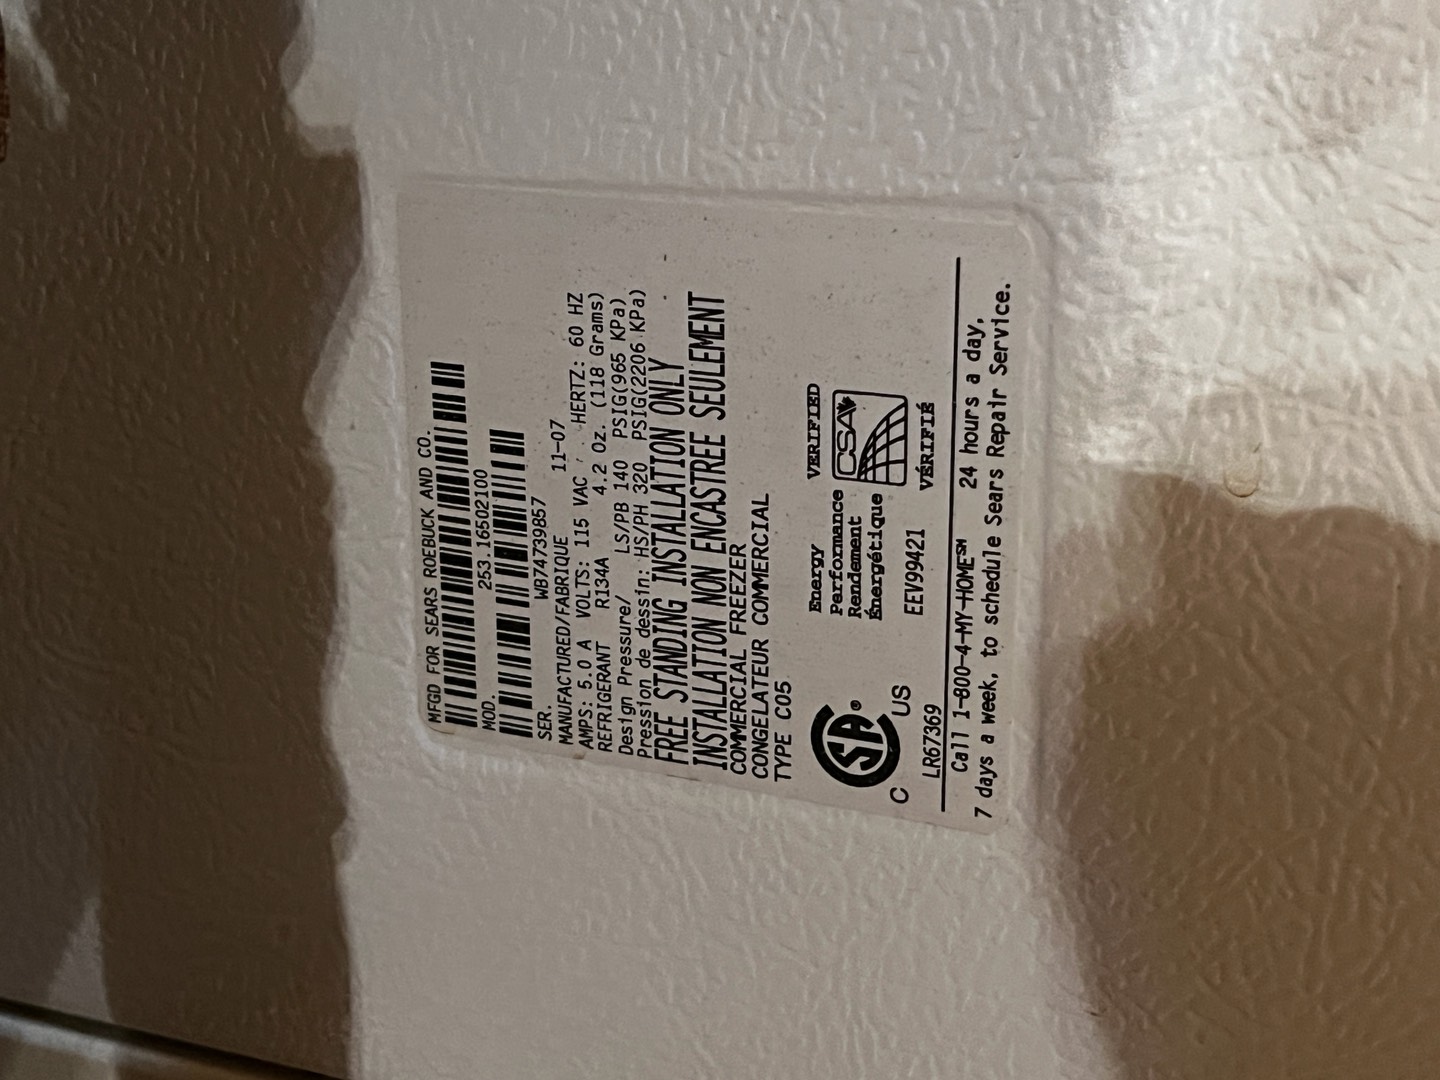 MFGD FOR SEARS ROEBUCK AND CO.
MOD. 253.16502100
SER. WB74739857
MANUFACTURED/FABRIQUE 11-07
AMPS: 5.0 A VOLTS: 115 VAC HERTZ: 60 HZ
REFRIGERANT R134A 4.2 Oz. (118 Grams)
Design Pressure/ LS/PB 140 PSIG(965 KPa)
Pression de dessin: HS/PH 320 PSIG(2206 KPa)
FREE STANDING INSTALLATION ONLY
INSTALLATION NON ENCASTREE SEULEMENT
COMMERCIAL FREEZER
CONGELATEUR COMMERCIAL
TYPE C05
SA®
C US
LR67369
Energy
Performance
Rendement
Énergétique
EEV99421
VERIFIED
CSA
VÉRIFIÉ
Call 1-800-4-MY-HOME℠ 24 hours a day,
7 days a week, to schedule Sears Repair Service.